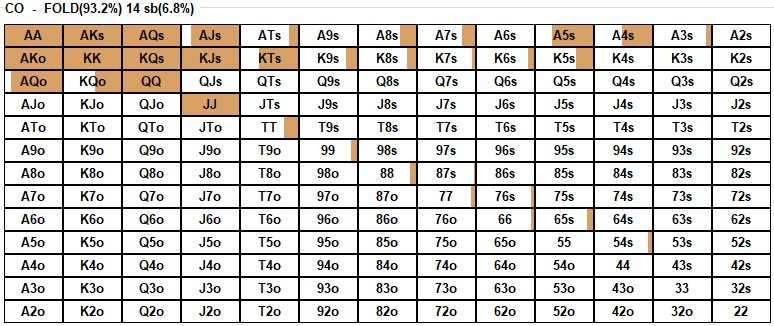 CO - FOLD(93.2%) 14 sb(6.8%)
AA AKs AQs AJs ATs A9s A8s A7s A6s A5s A4s A3s A2s
AKo KK KQs KJs KTs K9s K8s K7s K6s K5s K4s K3s K2s
AQo KQo QQ QJs QTs Q9s Q8s Q7s Q6s Q5s Q4s Q3s Q2s
AJo KJo QJo JJ JTs J9s J8s J7s J6s J5s J4s J3s J2s
ATo KTo QTo JTo TT T9s T8s T7s T6s T5s T4s T3s T2s
A9o K9o Q9o J9o T9o 99 98s 97s 96s 95s 94s 93s 92s
A8o K8o Q8o J8o T8o 98o 88 87s 86s 85s 84s 83s 82s
A7o K7o Q7o J7o T7o 97o 87o 77 76s 75s 74s 73s 72s
A6o K6o Q6o J6o T6o 96o 86o 76o 66 65s 64s 63s 62s
A5o K5o Q5o J5o T5o 95o 85o 75o 65o 55 54s 53s 52s
A4o K4o Q4o J4o T4o 94o 84o 74o 64o 54o 44 43s 42s
A3o K3o Q3o J3o T3o 93o 83o 73o 63o 53o 43o 33 32s
A2o K2o Q2o J2o T2o 92o 82o 72o 62o 52o 42o 32o 22